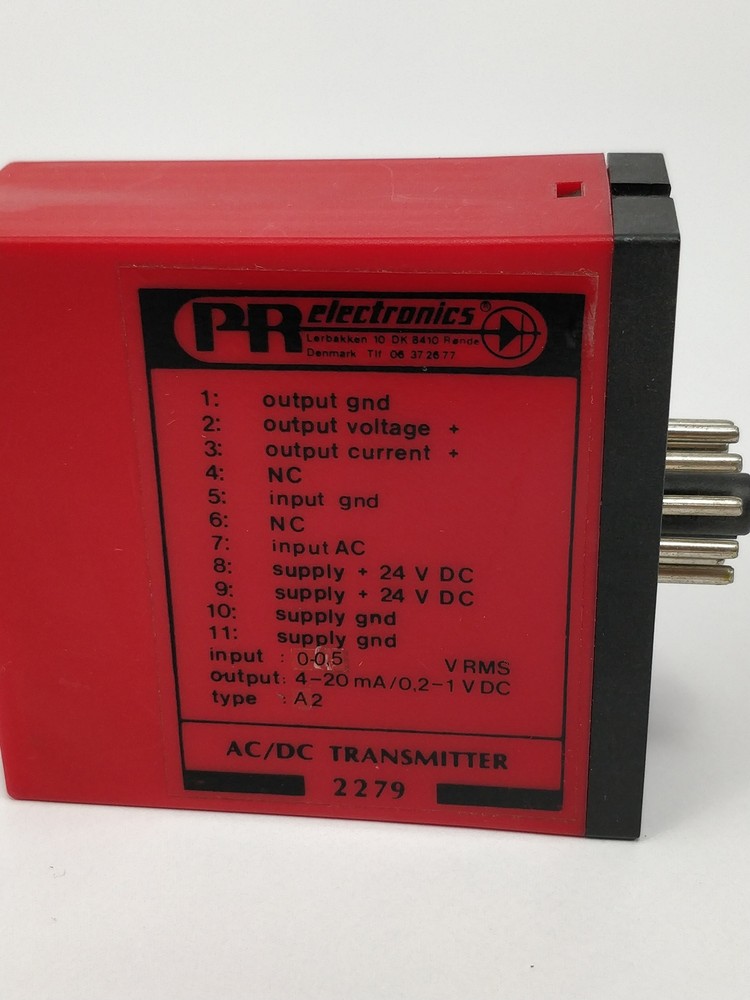 PR electronics®
Lerbakken 10 DK 8410 Rønde
Denmark Tlf 06 37 26 77
1: output gnd
2: output voltage +
3: output current +
4: NC
5: input gnd
6: NC
7: input AC
8: supply + 24 V DC
9: supply + 24 V DC
10: supply gnd
11: supply gnd
input : 0-0,5 V RMS
output: 4-20 mA/0,2-1 V DC
type : A2
AC/DC TRANSMITTER
2279